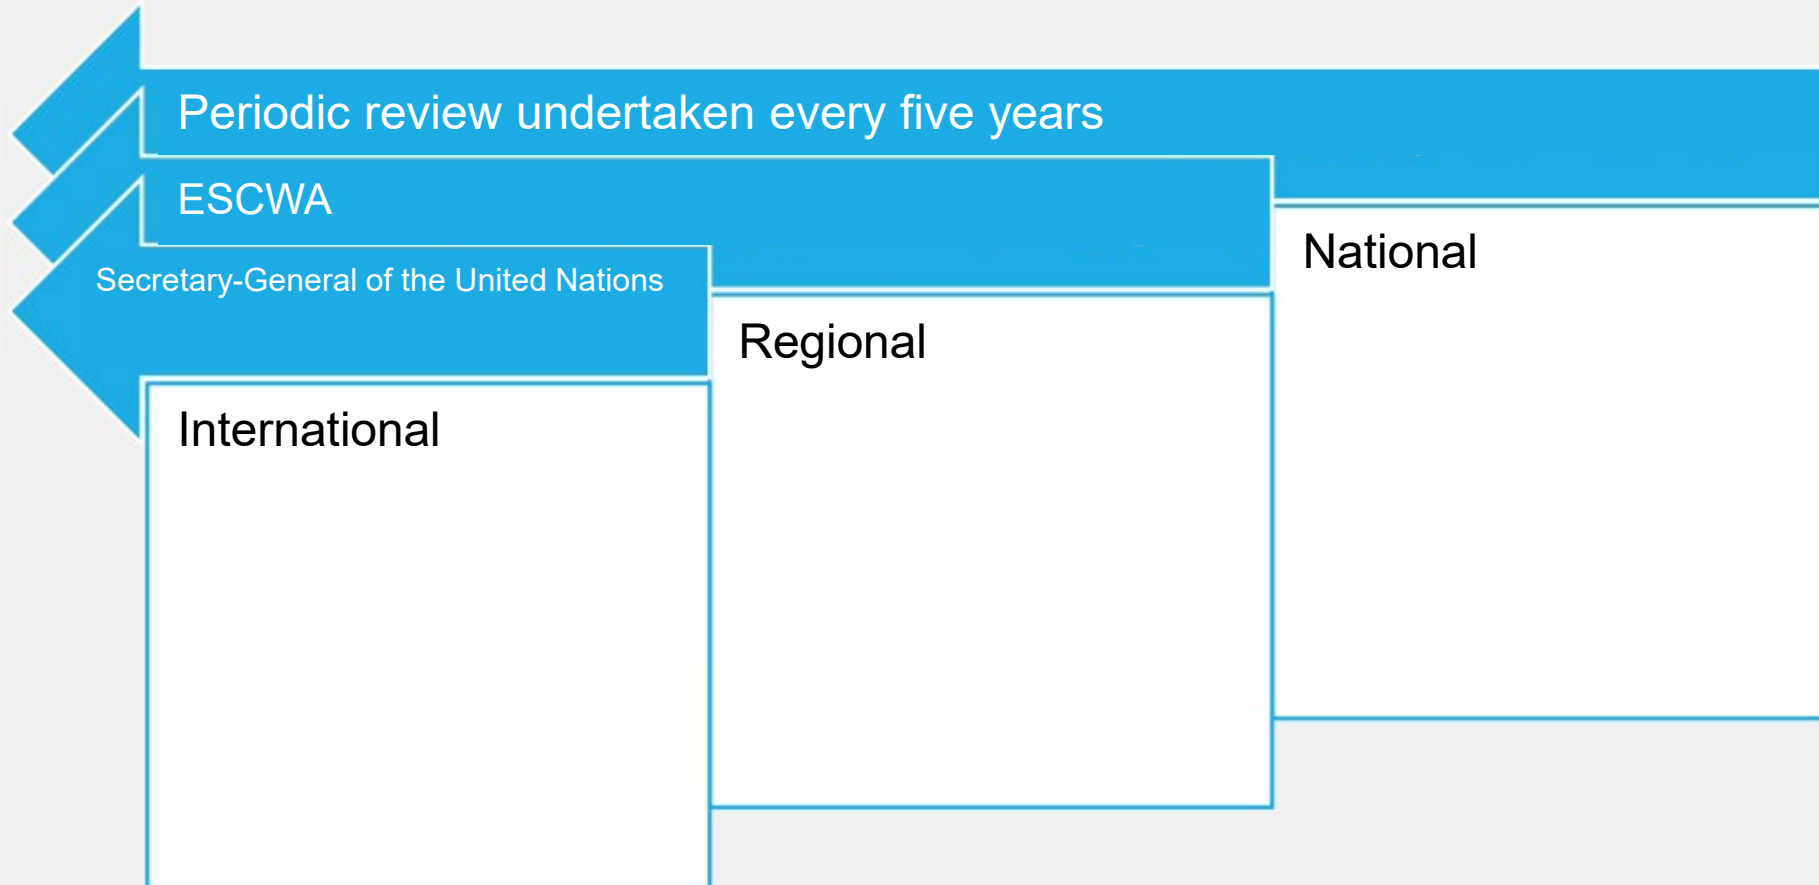 Periodic review undertaken every five years
ESCWA
Secretary-General of the United Nations
National
Regional
International